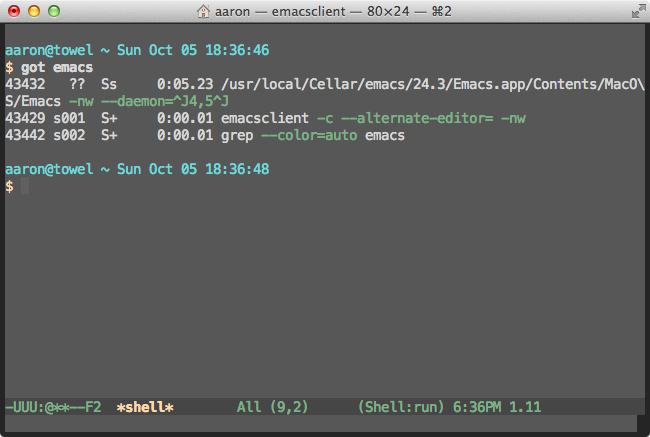 aaron — emacsclient — 80×24 — ⌘2
aaron@towel ~ Sun Oct 05 18:36:46
$ got emacs
43432   ??  Ss     0:05.23 /usr/local/Cellar/emacs/24.3/Emacs.app/Contents/MacO\
S/Emacs -nw --daemon=^J4,5^J
43429 s001  S+     0:00.01 emacsclient -c --alternate-editor= -nw
43442 s002  S+     0:00.01 grep --color=auto emacs
aaron@towel ~ Sun Oct 05 18:36:48
$
-UUU:@**--F2  *shell*        All (9,2)      (Shell:run) 6:36PM 1.11